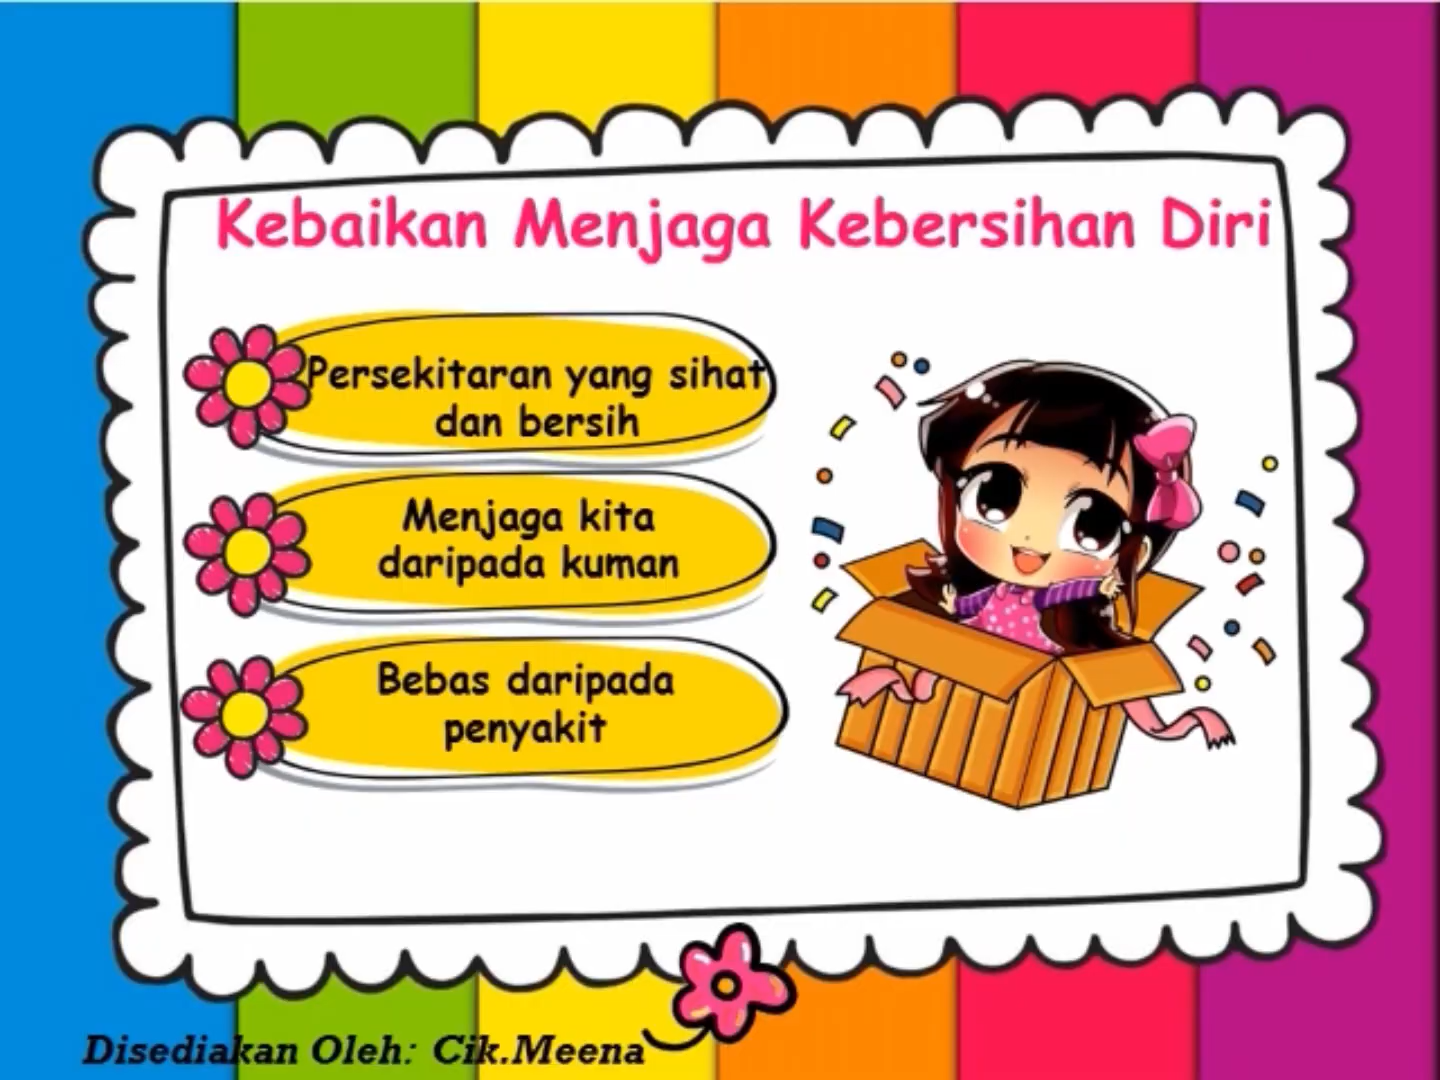 Kebaikan Menjaga Kebersihan Diri
Persekitaran yang sihat
dan bersih
Menjaga kita
daripada kuman
Bebas daripada
penyakit
Disediakan Oleh: Cik.Meena